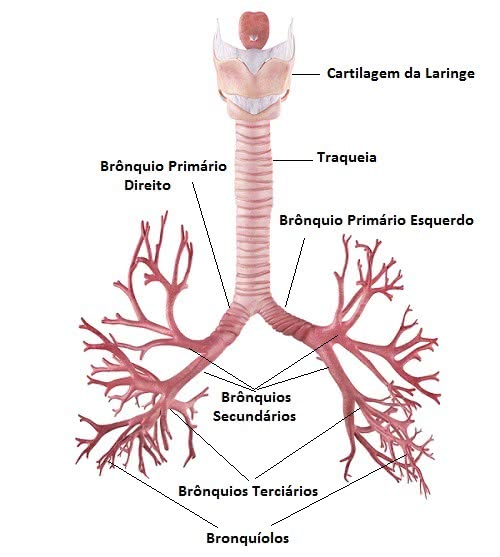 Cartilagem da Laringe
Traqueia
Brônquio Primário
Direito
Brônquio Primário Esquerdo
Brônquios
Secundários
Brônquios Terciários
Bronquíolos